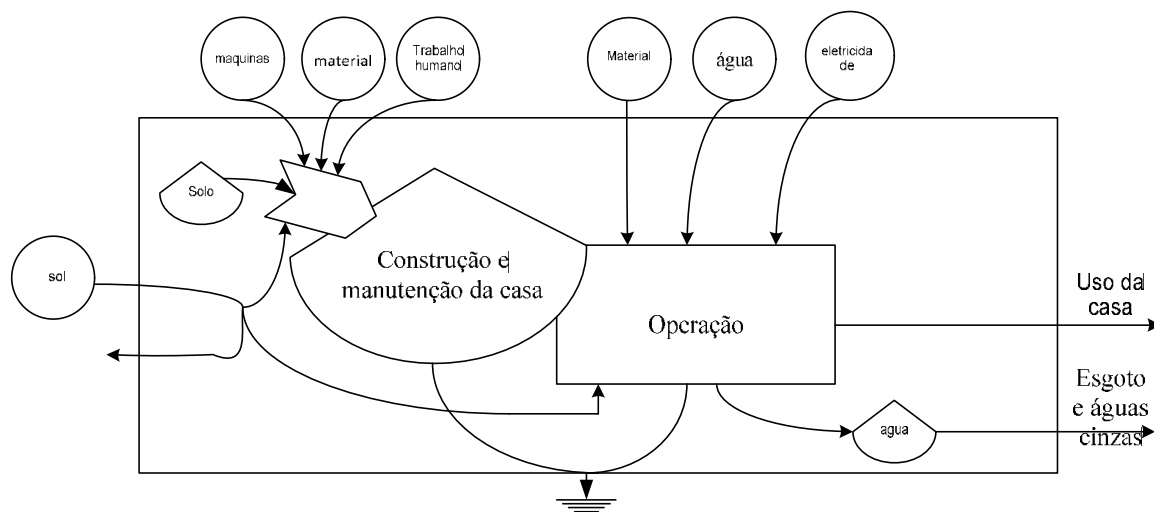 maquinas
material
Trabalho
humano
Material
água
eletricida
de
Solo
sol
Construção e
manutenção da casa
Operação
Uso da
casa
Esgoto
e águas
cinzas
agua